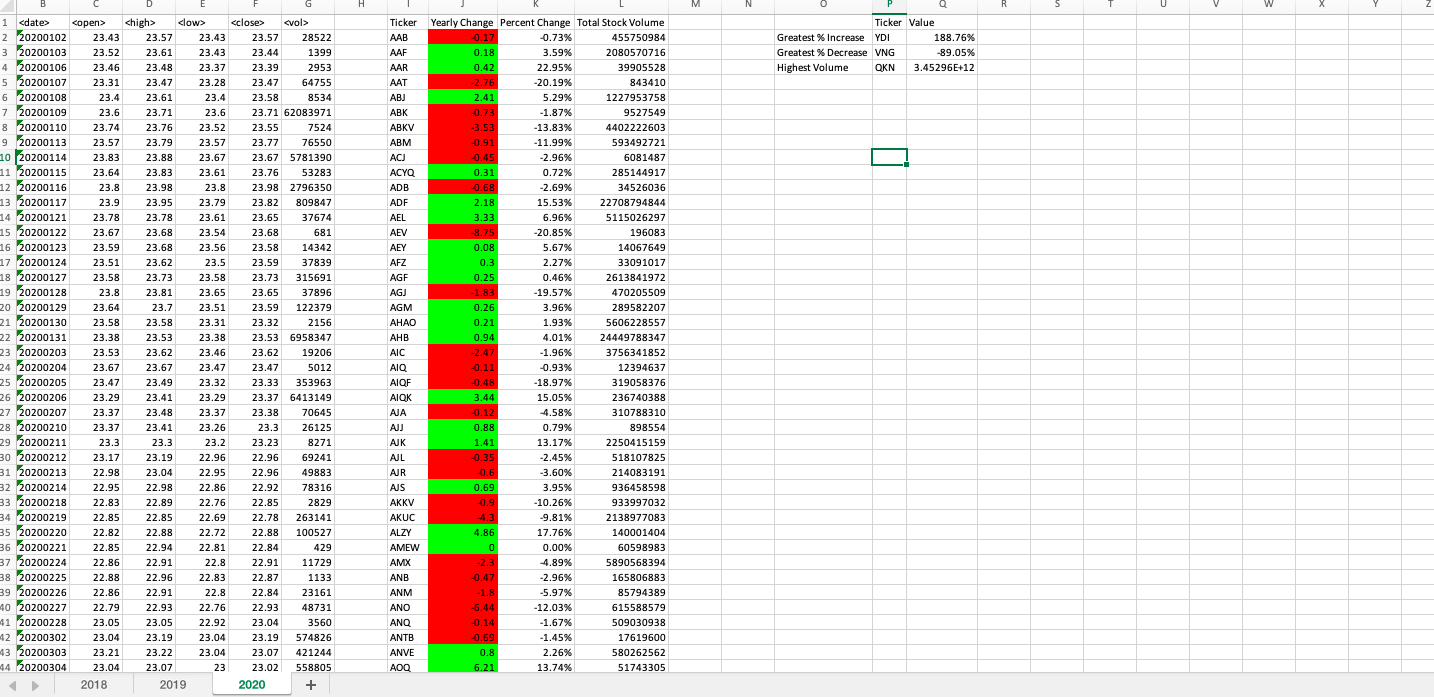 B C D E F G H I J K L M N O P Q R S T U V W X Y Z
1 <date> <open> <high> <low> <close> <vol> Ticker Yearly Change Percent Change Total Stock Volume Ticker Value
2 20200102 23.43 23.57 23.43 23.57 28522 AAB -0.17 -0.73% 455750984 Greatest % Increase YDI 188.76%
3 20200103 23.52 23.61 23.43 23.44 1399 AAF 0.18 3.59% 2080570716 Greatest % Decrease VNG -89.05%
4 20200106 23.46 23.48 23.37 23.39 2953 AAR 0.42 22.95% 39905528 Highest Volume QKN 3.45296E+12
5 20200107 23.31 23.47 23.28 23.47 64755 AAT -2.76 -20.19% 843410
6 20200108 23.4 23.61 23.4 23.58 8534 ABJ 2.41 5.29% 1227953758
7 20200109 23.6 23.71 23.6 23.71 62083971 ABK -0.73 -1.87% 9527549
8 20200110 23.74 23.76 23.52 23.55 7524 ABKV -3.53 -13.83% 4402222603
9 20200113 23.57 23.79 23.57 23.77 76550 ABM -0.91 -11.99% 593492721
10 20200114 23.83 23.88 23.67 23.67 5781390 ACJ -0.45 -2.96% 6081487
11 20200115 23.64 23.83 23.61 23.76 53283 ACYQ 0.31 0.72% 285144917
12 20200116 23.8 23.98 23.8 23.98 2796350 ADB -0.68 -2.69% 34526036
13 20200117 23.9 23.95 23.79 23.82 809847 ADF 2.18 15.53% 22708794844
14 20200121 23.78 23.78 23.61 23.65 37674 AEL 3.33 6.96% 5115026297
15 20200122 23.67 23.68 23.54 23.68 681 AEV -8.75 -20.85% 196083
16 20200123 23.59 23.68 23.56 23.58 14342 AEY 0.08 5.67% 14067649
17 20200124 23.51 23.62 23.5 23.59 37839 AFZ 0.3 2.27% 33091017
18 20200127 23.58 23.73 23.58 23.73 315691 AGF 0.25 0.46% 2613841972
19 20200128 23.8 23.81 23.65 23.65 37896 AGJ -1.83 -19.57% 470205509
20 20200129 23.64 23.7 23.51 23.59 122379 AGM 0.26 3.96% 289582207
21 20200130 23.58 23.58 23.31 23.32 2156 AHAO 0.21 1.93% 5606228557
22 20200131 23.38 23.53 23.38 23.53 6958347 AHB 0.94 4.01% 24449788347
23 20200203 23.53 23.62 23.46 23.62 19206 AIC -2.47 -1.96% 3756341852
24 20200204 23.67 23.67 23.47 23.47 5012 AIQ -0.11 -0.93% 12394637
25 20200205 23.47 23.49 23.32 23.33 353963 AIQF -0.48 -18.97% 319058376
26 20200206 23.29 23.41 23.29 23.37 6413149 AIQK 3.44 15.05% 236740388
27 20200207 23.37 23.48 23.37 23.38 70645 AJA -0.12 -4.58% 310788310
28 20200210 23.37 23.41 23.26 23.3 26125 AJJ 0.88 0.79% 898554
29 20200211 23.3 23.3 23.2 23.23 8271 AJK 1.41 13.17% 2250415159
30 20200212 23.17 23.19 22.96 22.96 69241 AJL -0.35 -2.45% 518107825
31 20200213 22.98 23.04 22.95 22.96 49883 AJR -0.6 -3.60% 214083191
32 20200214 22.95 22.98 22.86 22.92 78316 AJS 0.69 3.95% 936458598
33 20200218 22.83 22.89 22.76 22.85 2829 AKKV -0.9 -10.26% 933997032
34 20200219 22.85 22.85 22.69 22.78 263141 AKUC -4.3 -9.81% 2138977083
35 20200220 22.82 22.88 22.72 22.88 100527 ALZY 4.86 17.76% 140001404
36 20200221 22.85 22.94 22.81 22.84 429 AMEW 0 0.00% 60598983
37 20200224 22.86 22.91 22.8 22.91 11729 AMX -2.3 -4.89% 5890568394
38 20200225 22.88 22.96 22.83 22.87 1133 ANB -0.47 -2.96% 165806883
39 20200226 22.86 22.91 22.8 22.84 23161 ANM -1.8 -5.97% 85794389
40 20200227 22.79 22.93 22.76 22.93 48731 ANO -6.44 -12.03% 615588579
41 20200228 23.05 23.05 22.92 23.04 3560 ANQ -0.14 -1.67% 509030938
42 20200302 23.04 23.19 23.04 23.19 574826 ANTB -0.69 -1.45% 17619600
43 20200303 23.21 23.22 23.04 23.07 421244 ANVE 0.8 2.26% 580262562
44 20200304 23.04 23.07 23 23.02 558805 AOQ 6.21 13.74% 51743305
2018 2019 2020 +